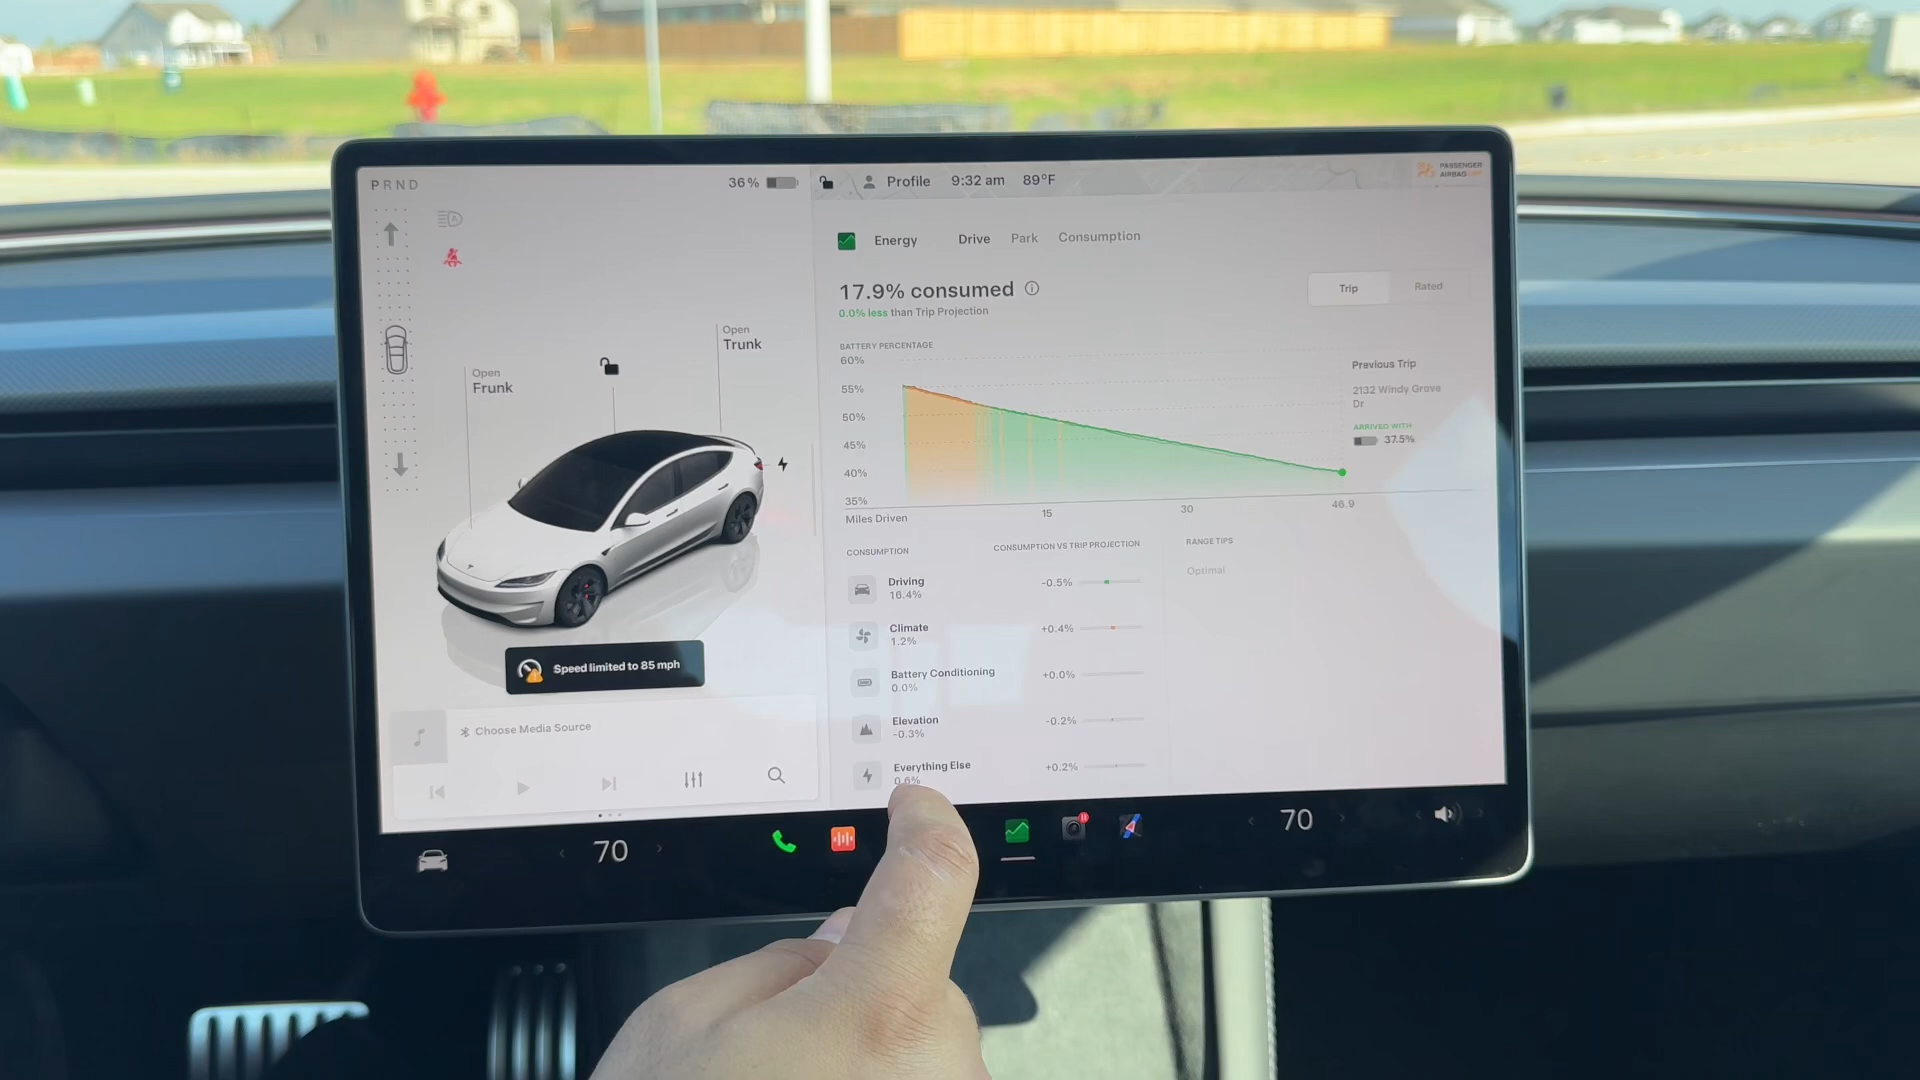 PRND
36%
Profile
9:32 am
89°F
PASSENGER
AIRBAG OFF
Open
Frunk
Open
Trunk
Speed limited to 85 mph
Choose Media Source
Energy
Drive
Park
Consumption
17.9% consumed
0.0% less than Trip Projection
Trip
Rated
BATTERY PERCENTAGE
60%
55%
50%
45%
40%
35%
Miles Driven
15
30
46.9
Previous Trip
2132 Windy Grove
Dr
ARRIVED WITH
37.5%
CONSUMPTION
CONSUMPTION VS TRIP PROJECTION
RANGE TIPS
Optimal
Driving
16.4%
-0.5%
Climate
1.2%
+0.4%
Battery Conditioning
0.0%
+0.0%
Elevation
-0.3%
-0.2%
Everything Else
0.6%
+0.2%
70
70